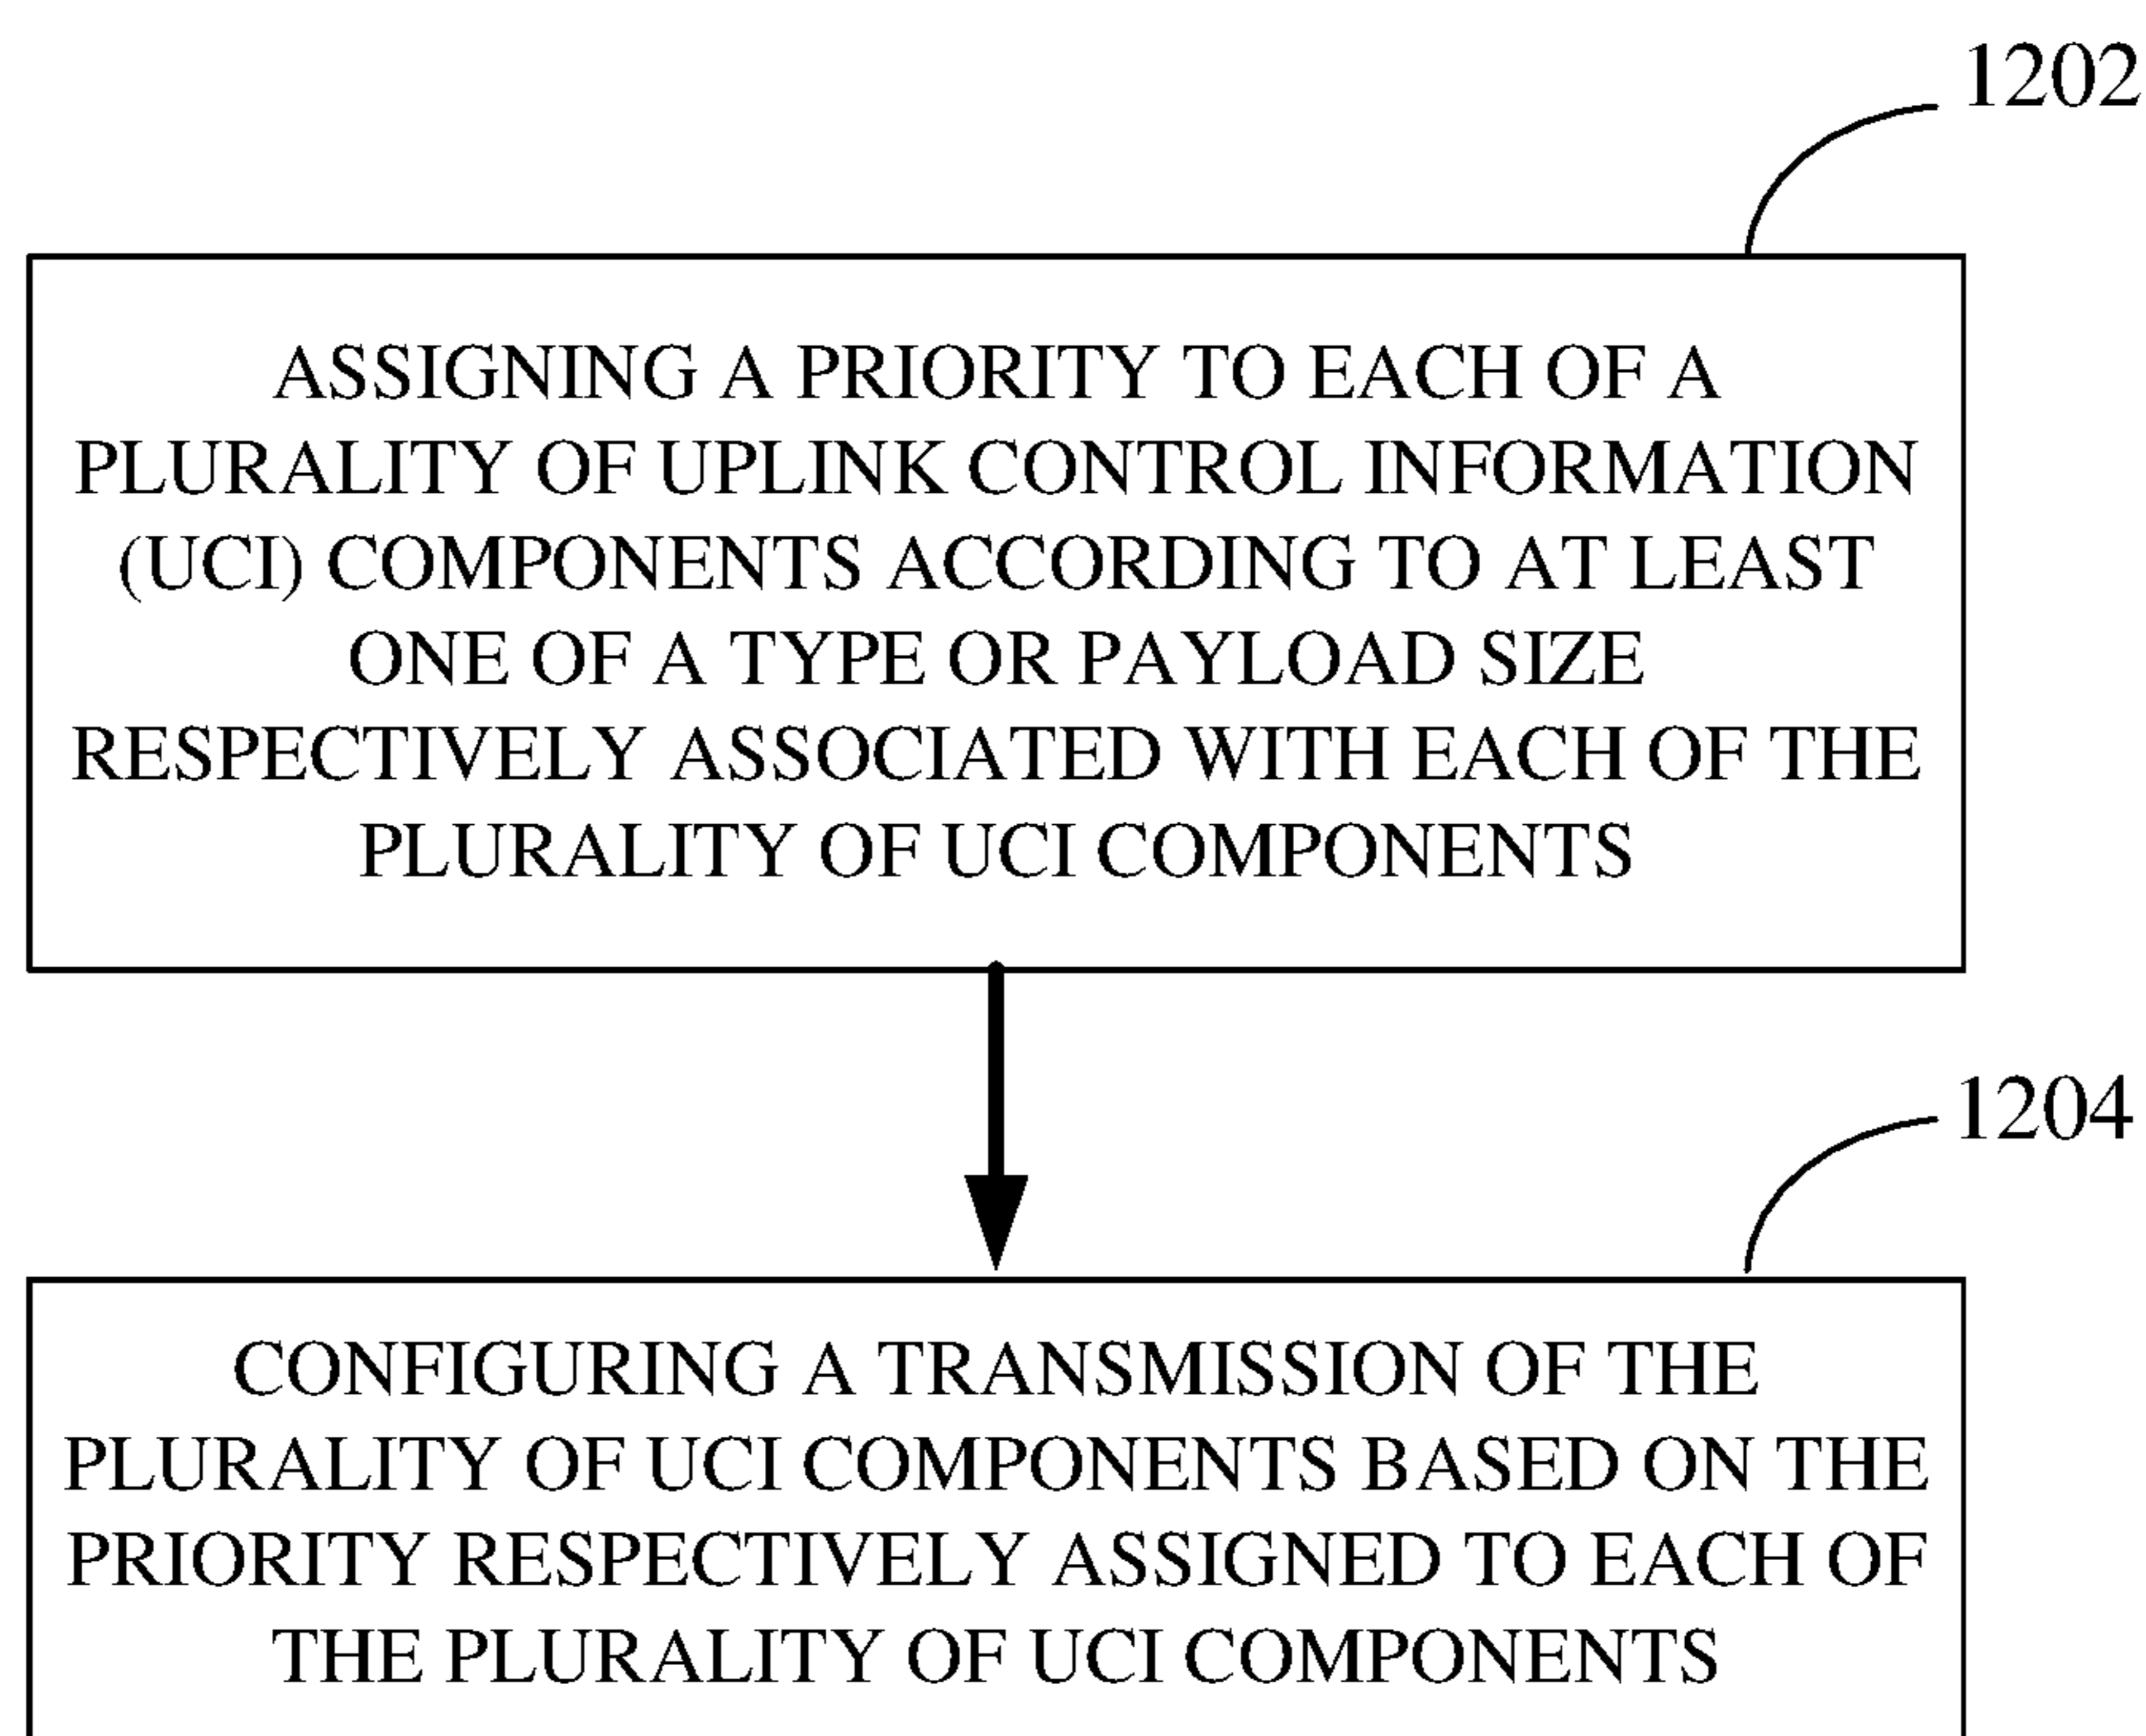 1202
ASSIGNING A PRIORITY TO EACH OF A
PLURALITY OF UPLINK CONTROL INFORMATION
(UCI) COMPONENTS ACCORDING TO AT LEAST
ONE OF A TYPE OR PAYLOAD SIZE
RESPECTIVELY ASSOCIATED WITH EACH OF THE
PLURALITY OF UCI COMPONENTS
1204
CONFIGURING A TRANSMISSION OF THE
PLURALITY OF UCI COMPONENTS BASED ON THE
PRIORITY RESPECTIVELY ASSIGNED TO EACH OF
THE PLURALITY OF UCI COMPONENTS